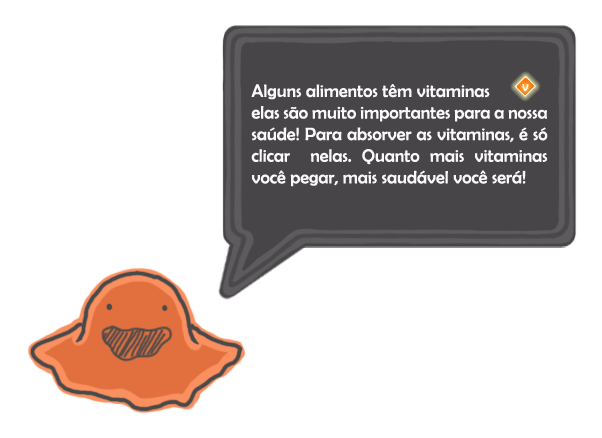 Alguns alimentos têm vitaminas V
elas são muito importantes para a nossa
saúde! Para absorver as vitaminas, é só
clicar nelas. Quanto mais vitaminas
você pegar, mais saudável você será!